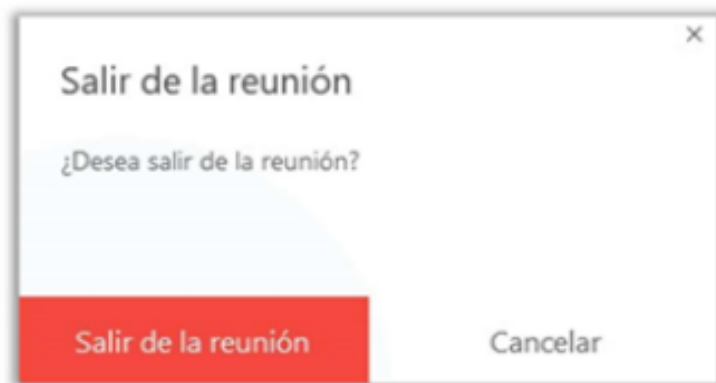 Salir de la reunión
¿Desea salir de la reunión?
Salir de la reunión
Cancelar